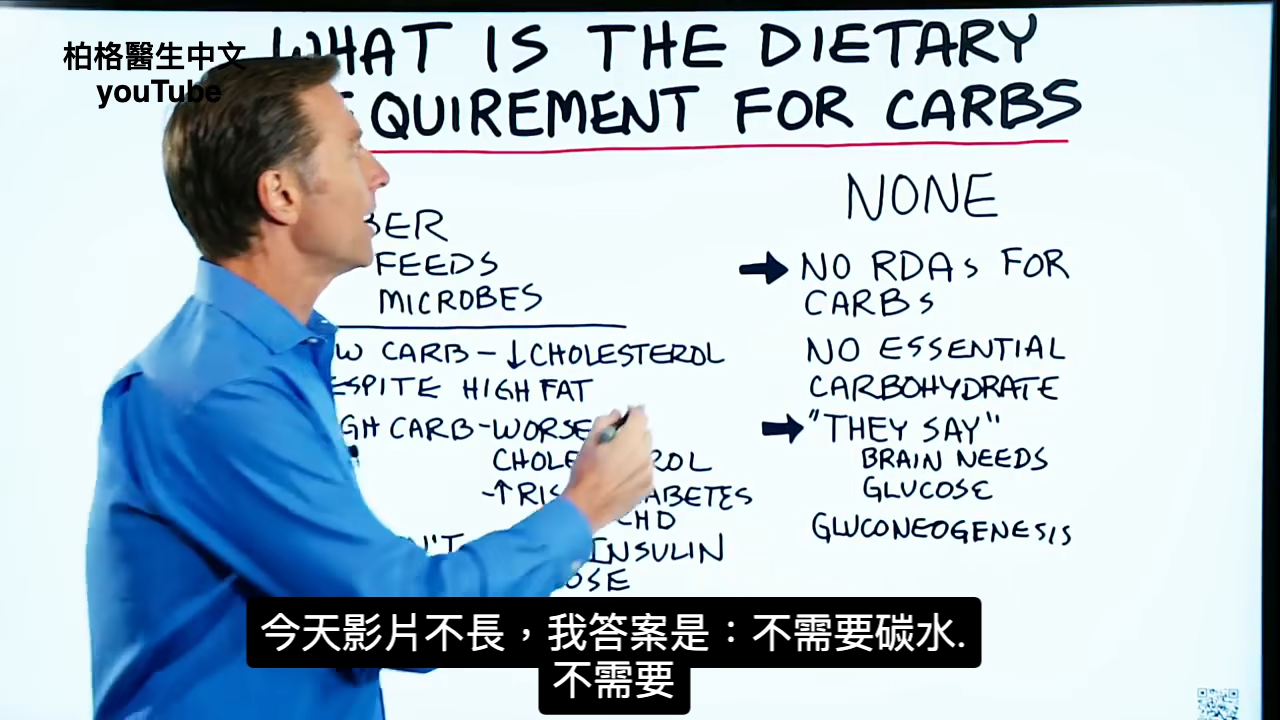 柏格醫生中文
youTube
WHAT IS THE DIETARY
EQUIREMENT FOR CARBS
NONE
BER
FEEDS
MICROBES
W CARB - ↓CHOLESTEROL
ESPITE HIGH FAT
GH CARB - WORSE
CHOLE ROL
- ↑RIS ABETES
CHD
N'T INSULIN
OSE
➡ NO RDAs FOR
CARBS
NO ESSENTIAL
CARBOHYDRATE
➡ "THEY SAY"
BRAIN NEEDS
GLUCOSE
GLUCONEOGENESIS
今天影片不長，我答案是：不需要碳水.
不需要